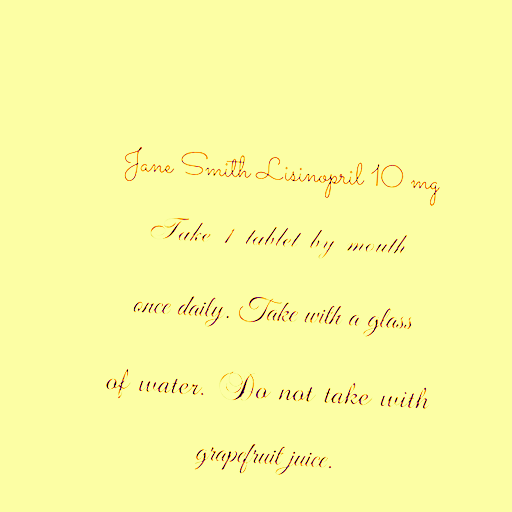 Jane Smith Lisinopril 10 mg
Take 1 tablet by mouth
once daily. Take with a glass
of water. Do not take with
grapefruit juice.